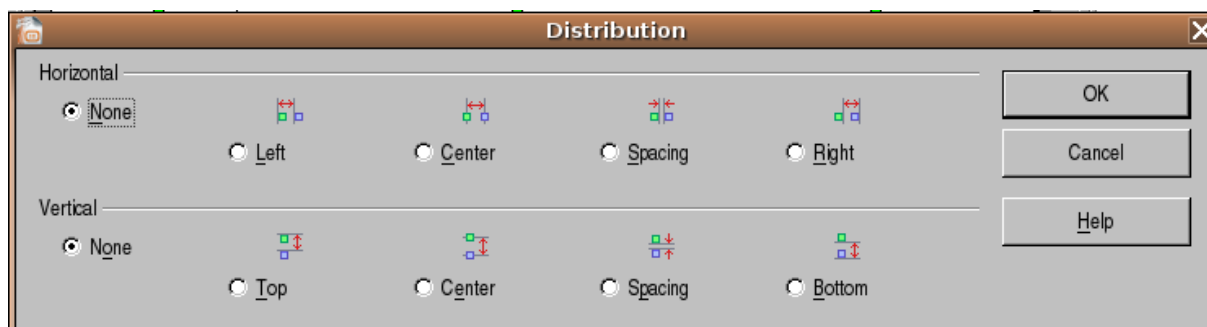 Distribution
Horizontal
None
Left
Center
Spacing
Right
OK
Cancel
Vertical
None
Top
Center
Spacing
Bottom
Help